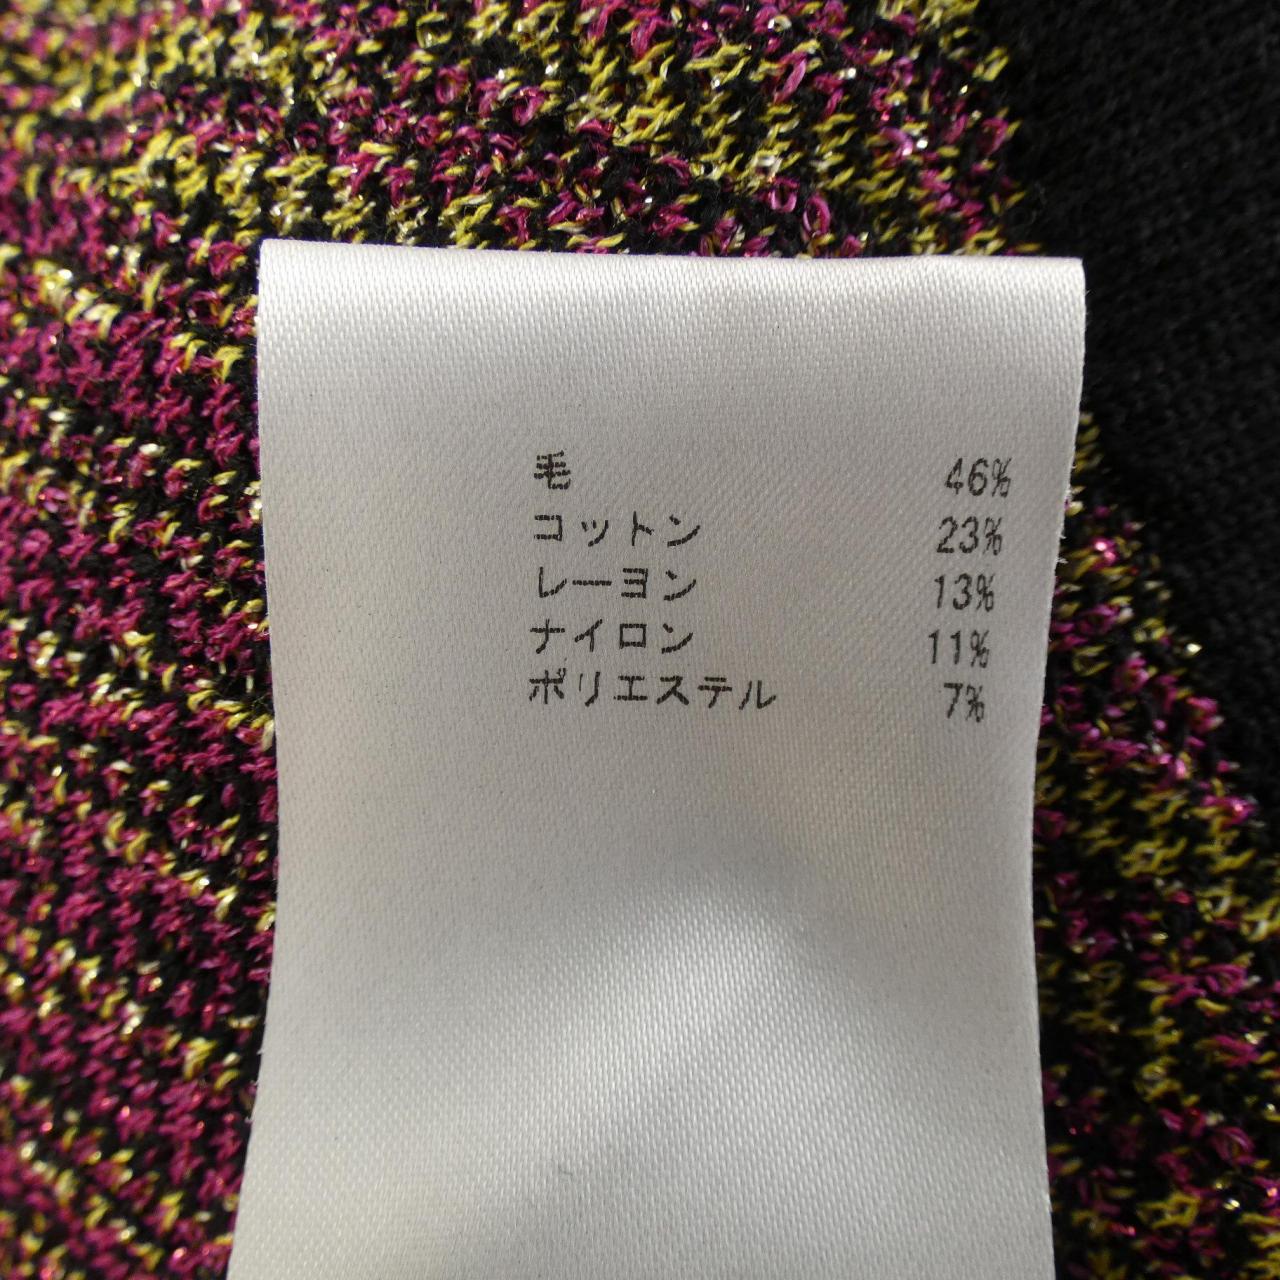 毛 46%
コットン 23%
レーヨン 13%
ナイロン 11%
ポリエステル 7%